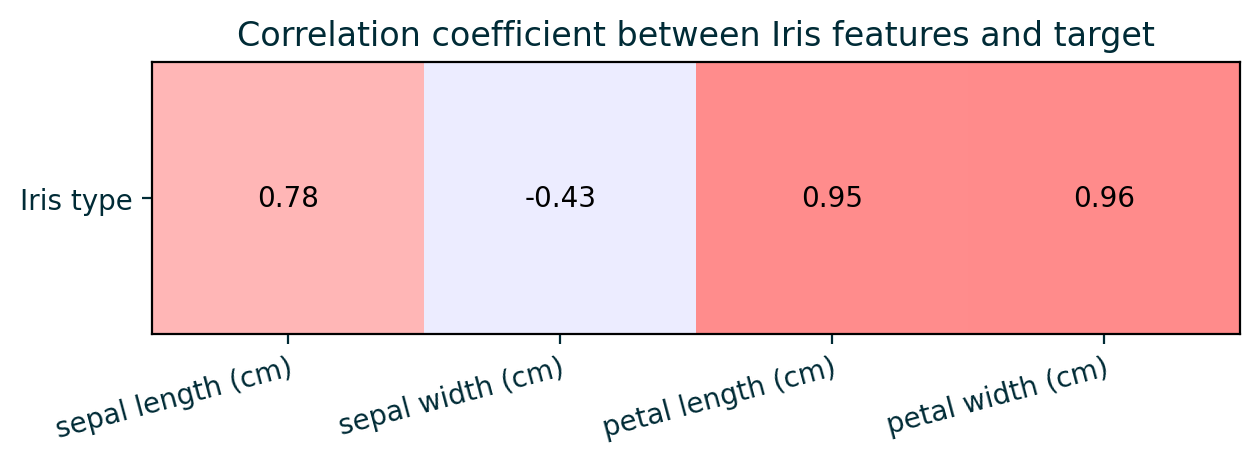 Correlation coefficient between Iris features and target
Iris type
0.78
-0.43
0.95
0.96
sepal length (cm)
sepal width (cm)
petal length (cm)
petal width (cm)